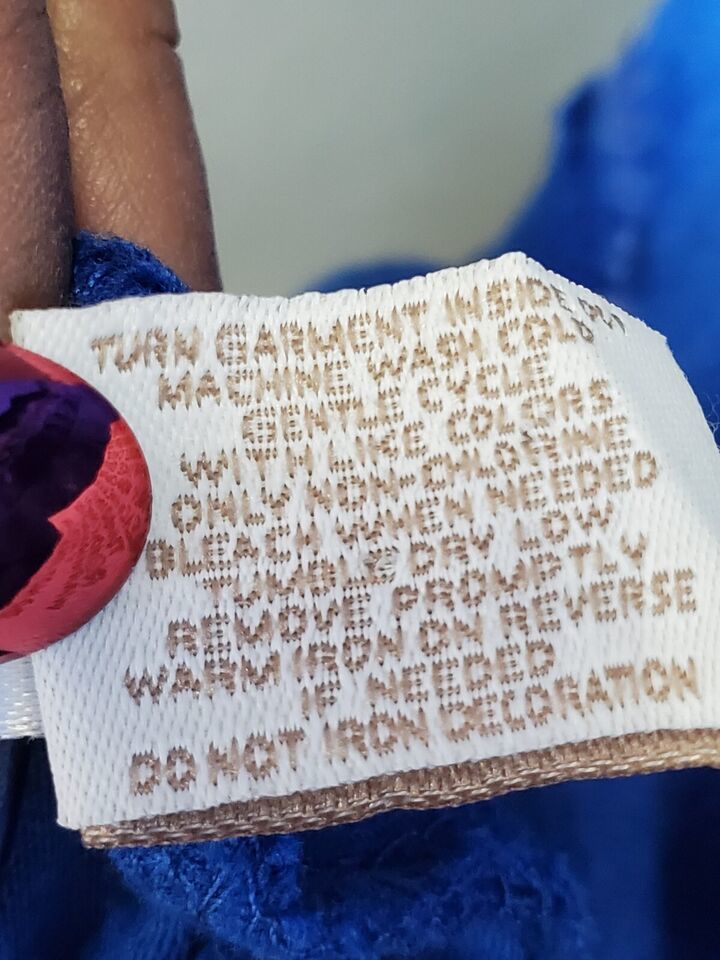 TURN GARMENT INSIDE OUT
MACHINE WASH COLD
GENTLE CYCLE
WITH LIKE COLORS
ONLY NON-CHLORINE
BLEACH WHEN NEEDED
TUMBLE DRY LOW
REMOVE PROMPTLY
WARM IRON ON REVERSE
IF NEEDED
DO NOT IRON DECORATION